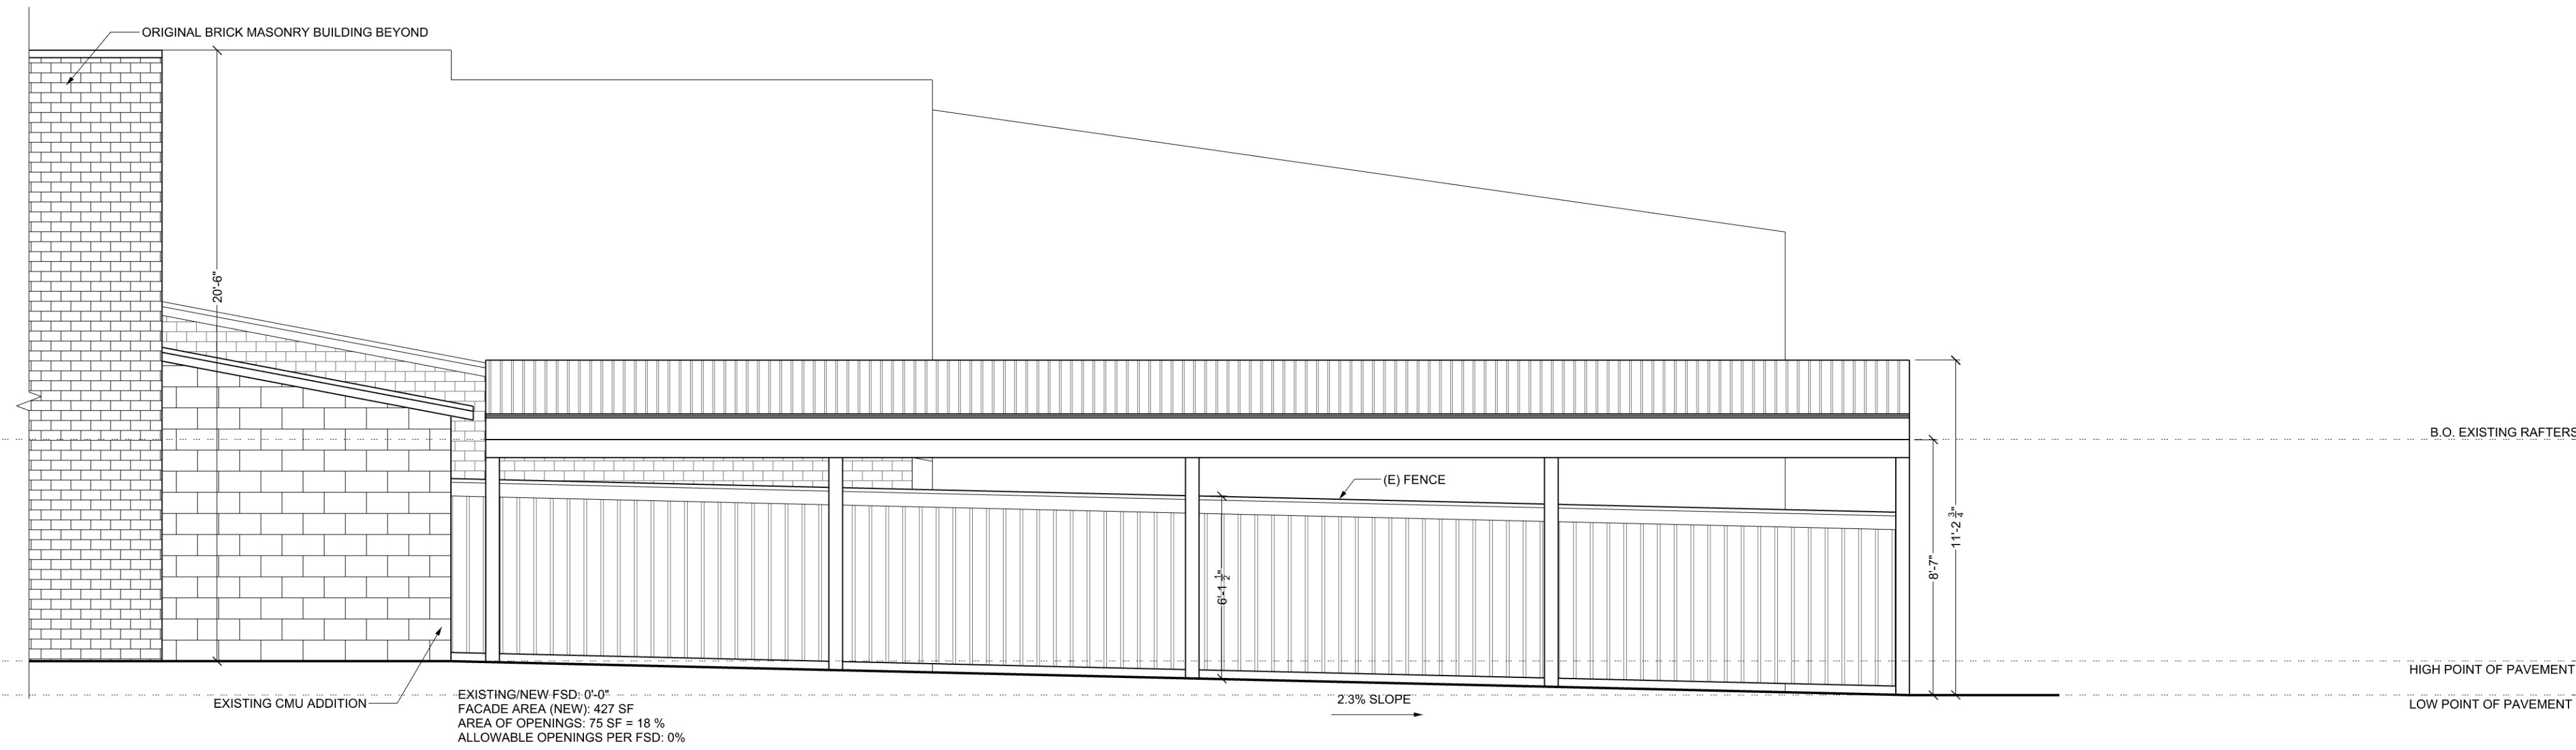 ORIGINAL BRICK MASONRY BUILDING BEYOND
20'-6"
B.O. EXISTING RAFTERS
(E) FENCE
11'-2 3/4"
8'-7"
6'-1 1/2"
HIGH POINT OF PAVEMENT
EXISTING CMU ADDITION
EXISTING/NEW FSD: 0'-0"
FACADE AREA (NEW): 427 SF
AREA OF OPENINGS: 75 SF = 18 %
ALLOWABLE OPENINGS PER FSD: 0%
2.3% SLOPE
LOW POINT OF PAVEMENT